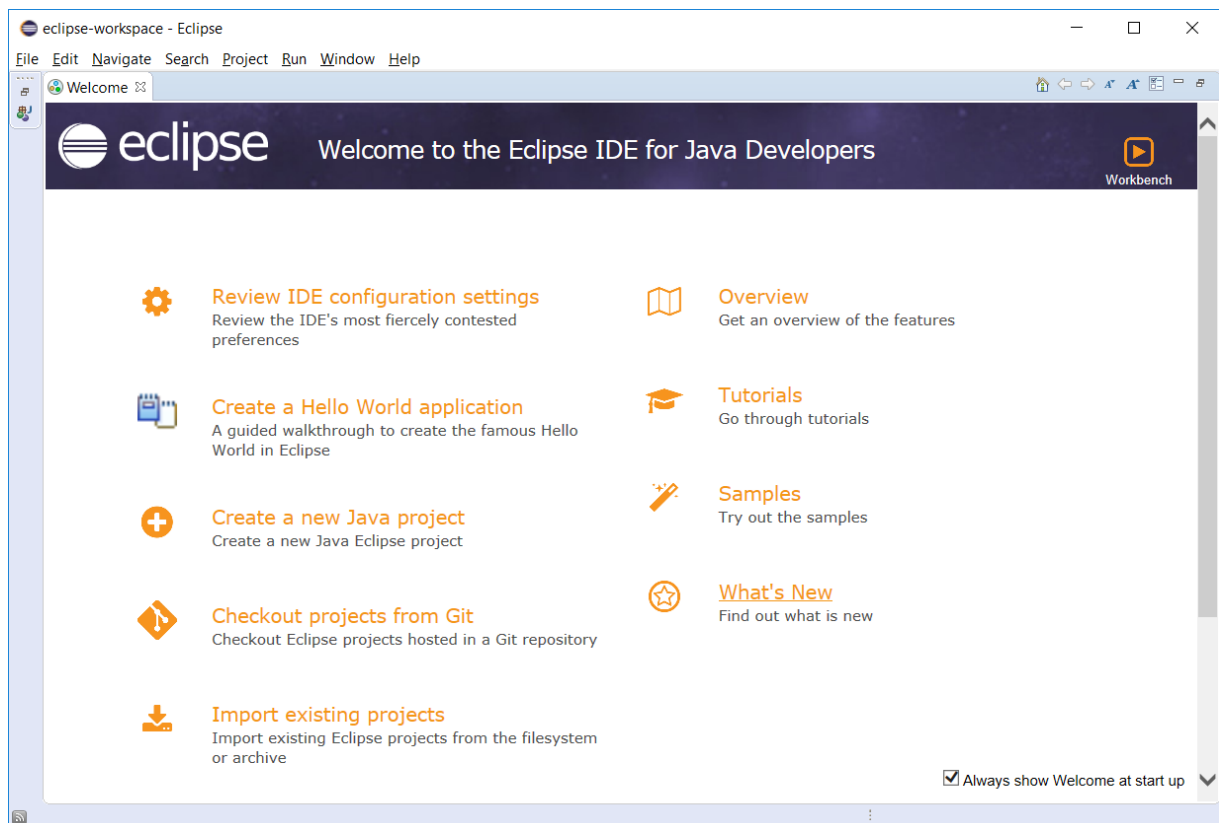 eclipse-workspace - Eclipse
File Edit Navigate Search Project Run Window Help
Welcome
eclipse
Welcome to the Eclipse IDE for Java Developers
Workbench
Review IDE configuration settings
Review the IDE's most fiercely contested
preferences
Create a Hello World application
A guided walkthrough to create the famous Hello
World in Eclipse
Create a new Java project
Create a new Java Eclipse project
Checkout projects from Git
Checkout Eclipse projects hosted in a Git repository
Import existing projects
Import existing Eclipse projects from the filesystem
or archive
Overview
Get an overview of the features
Tutorials
Go through tutorials
Samples
Try out the samples
What's New
Find out what is new
Always show Welcome at start up